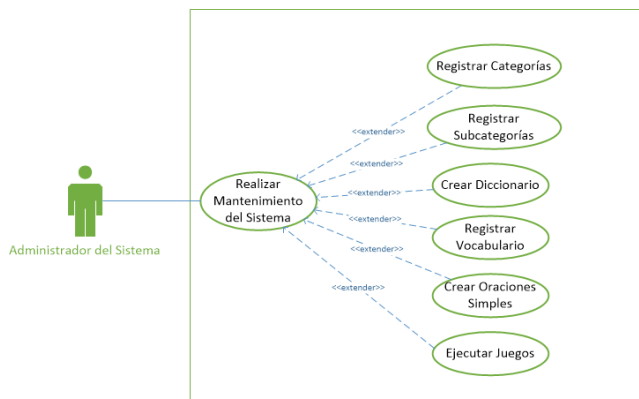 Registrar Categorías
<<extender>>
Registrar
Subcategorías
<<extender>>
Realizar
Mantenimiento
del Sistema
<<extender>>
Crear Diccionario
<<extender>>
Registrar
Vocabulario
Administrador del Sistema
<<extender>>
Crear Oraciones
Simples
<<extender>>
Ejecutar Juegos